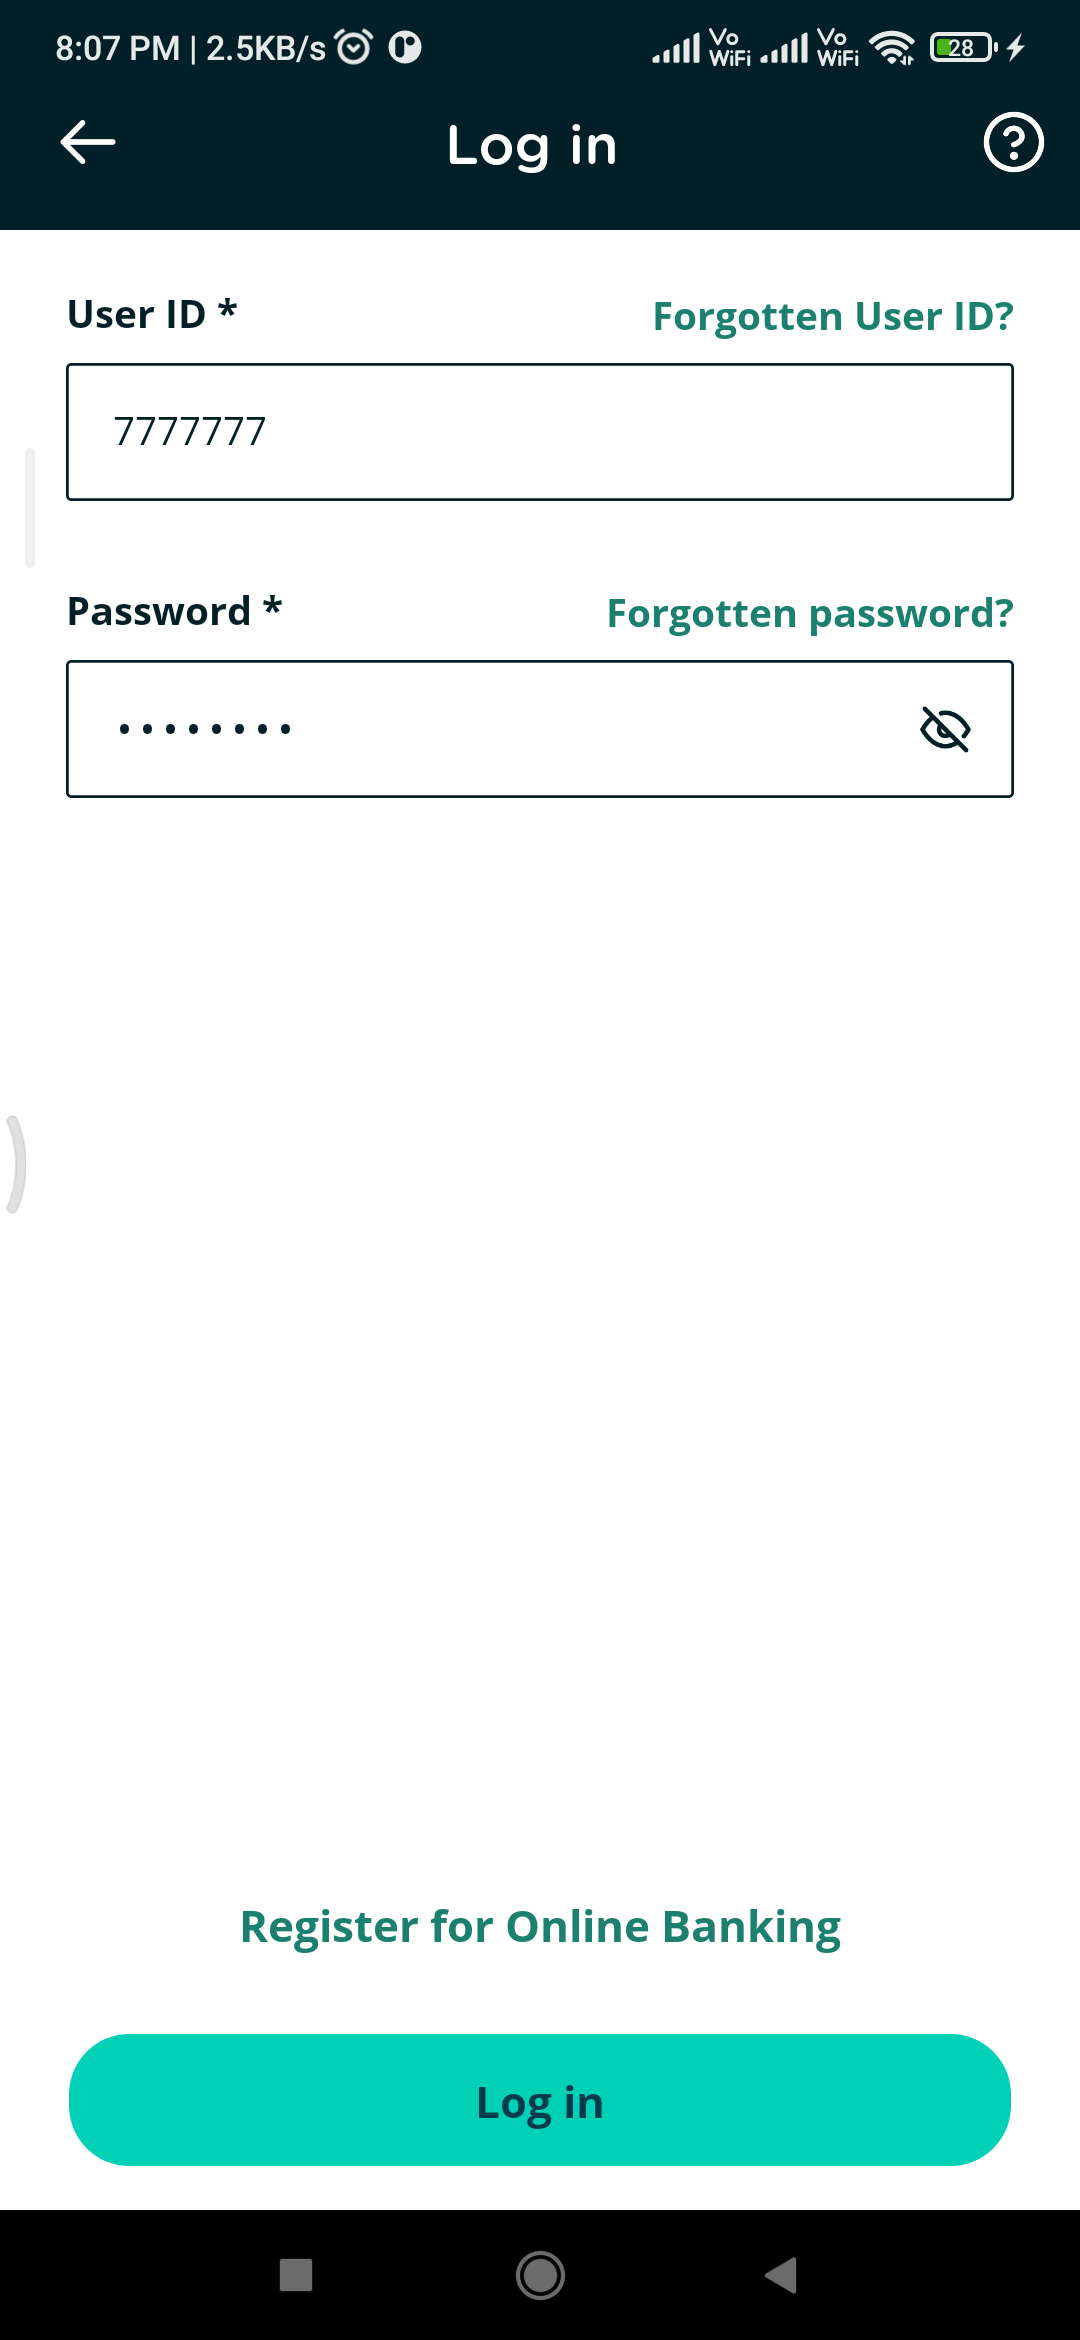 8:07 PM | 2.5KB/s Vo WiFi Vo WiFi 28
Log in
User ID * Forgotten User ID?
7777777
Password * Forgotten password?
••••••••
Register for Online Banking
Log in